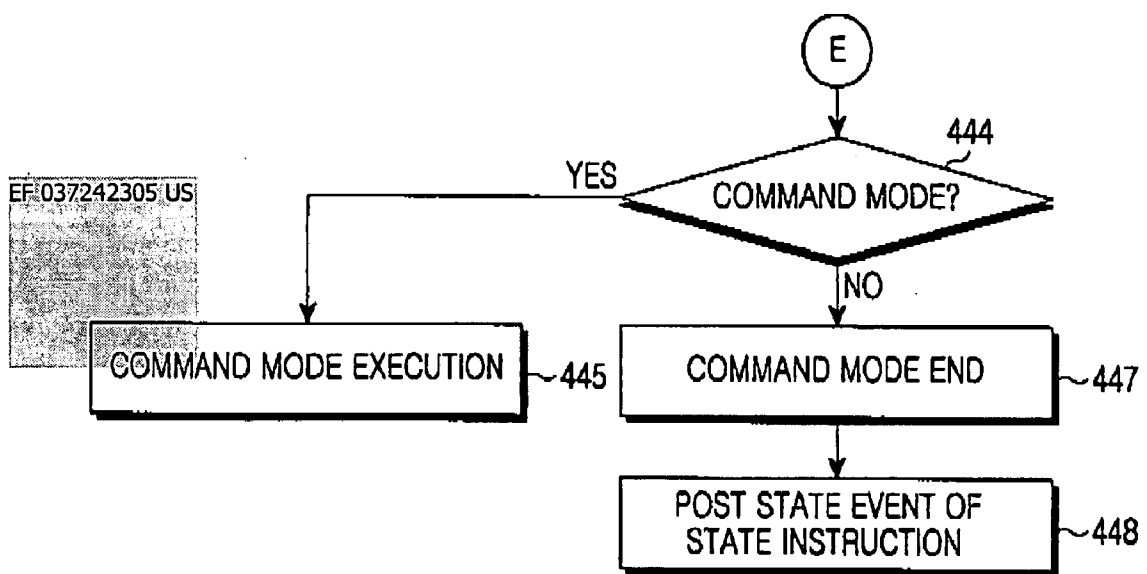 E
444
YES
COMMAND MODE?
EF 037242305 US
NO
COMMAND MODE EXECUTION
445
COMMAND MODE END
447
POST STATE EVENT OF
STATE INSTRUCTION
448